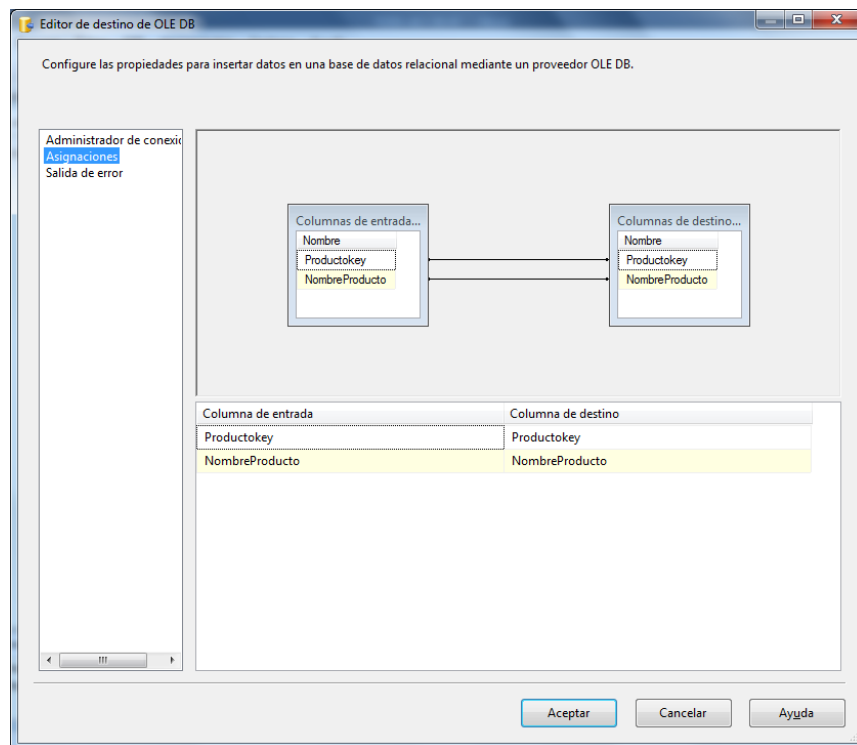 Editor de destino de OLE DB
Configure las propiedades para insertar datos en una base de datos relacional mediante un proveedor OLE DB.
Administrador de conexic
Asignaciones
Salida de error
Columnas de entrada...
Nombre
Productokey
NombreProducto
Columnas de destino...
Nombre
Productokey
NombreProducto
Columna de entrada Columna de destino
Productokey Productokey
NombreProducto NombreProducto
Aceptar Cancelar Ayuda